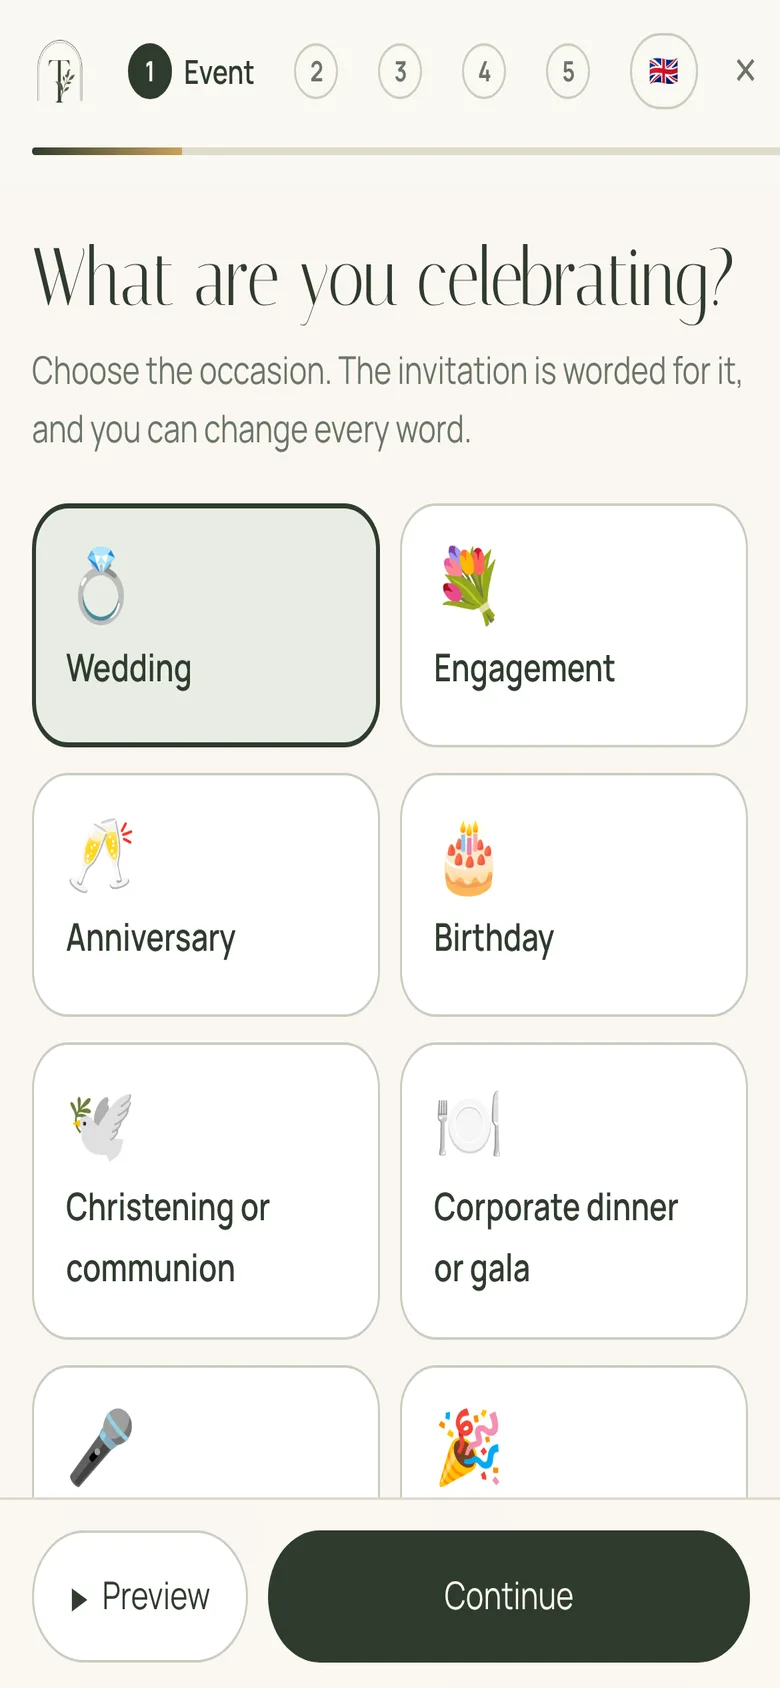 TY
1 Event 2 3 4 5
What are you celebrating?
Choose the occasion. The invitation is worded for it,
and you can change every word.
Wedding
Engagement
Anniversary
Birthday
Christening or
communion
Corporate dinner
or gala
Preview
Continue